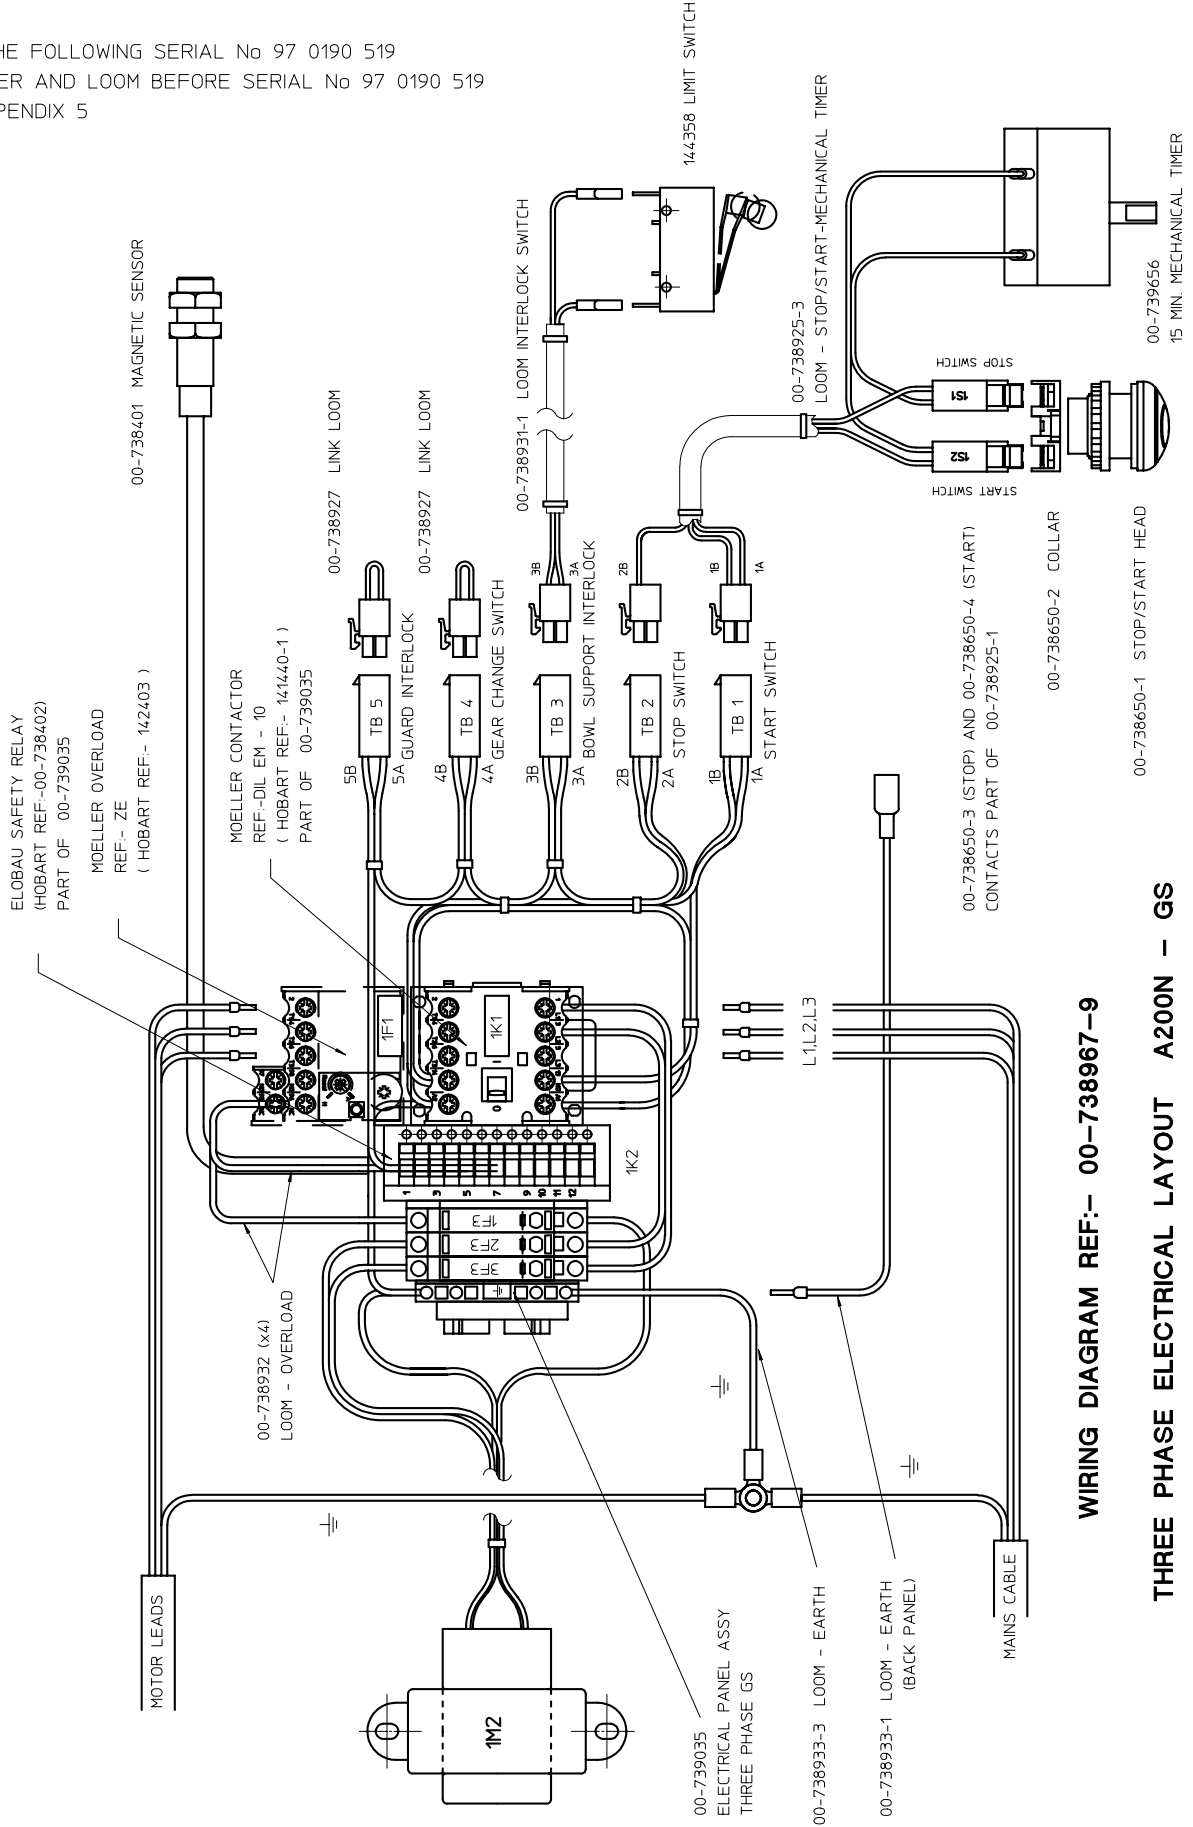 HE FOLLOWING SERIAL No 97 0190 519
ER AND LOOM BEFORE SERIAL No 97 0190 519
PENDIX 5
ELOBAU SAFETY RELAY
(HOBART REF:-00-738402)
PART OF 00-739035
MOELLER OVERLOAD
REF:- ZE
( HOBART REF:- 142403 )
00-738401 MAGNETIC SENSOR
MOELLER CONTACTOR
REF:-DIL EM - 10
( HOBART REF:- 141440-1 )
PART OF 00-739035
00-738927 LINK LOOM
00-738927 LINK LOOM
00-738931-1 LOOM INTERLOCK SWITCH
144358 LIMIT SWITCH
TB 5
5B
5A
GUARD INTERLOCK
TB 4
4B
4A
GEAR CHANGE SWITCH
TB 3
3B
3A
3B
3A
BOWL SUPPORT INTERLOCK
TB 2
2B
2A
2B
STOP SWITCH
TB 1
1B
1A
1B
1A
START SWITCH
00-738925-3
LOOM - STOP/START-MECHANICAL TIMER
STOP SWITCH
1S1
1S2
START SWITCH
00-739656
15 MIN. MECHANICAL TIMER
00-738650-3 (STOP) AND 00-738650-4 (START)
CONTACTS PART OF 00-738925-1
00-738650-2 COLLAR
00-738650-1 STOP/START HEAD
1F1
1K1
1K2
1
3
5
7
9
10
11
12
1F3
2F3
3F3
L1,L2,L3
00-738932 (x4)
LOOM - OVERLOAD
MOTOR LEADS
1M2
00-739035
ELECTRICAL PANEL ASSY
THREE PHASE GS
00-738933-3 LOOM - EARTH
00-738933-1 LOOM - EARTH
(BACK PANEL)
MAINS CABLE
WIRING DIAGRAM REF:- 00-738967-9
THREE PHASE ELECTRICAL LAYOUT A200N - GS